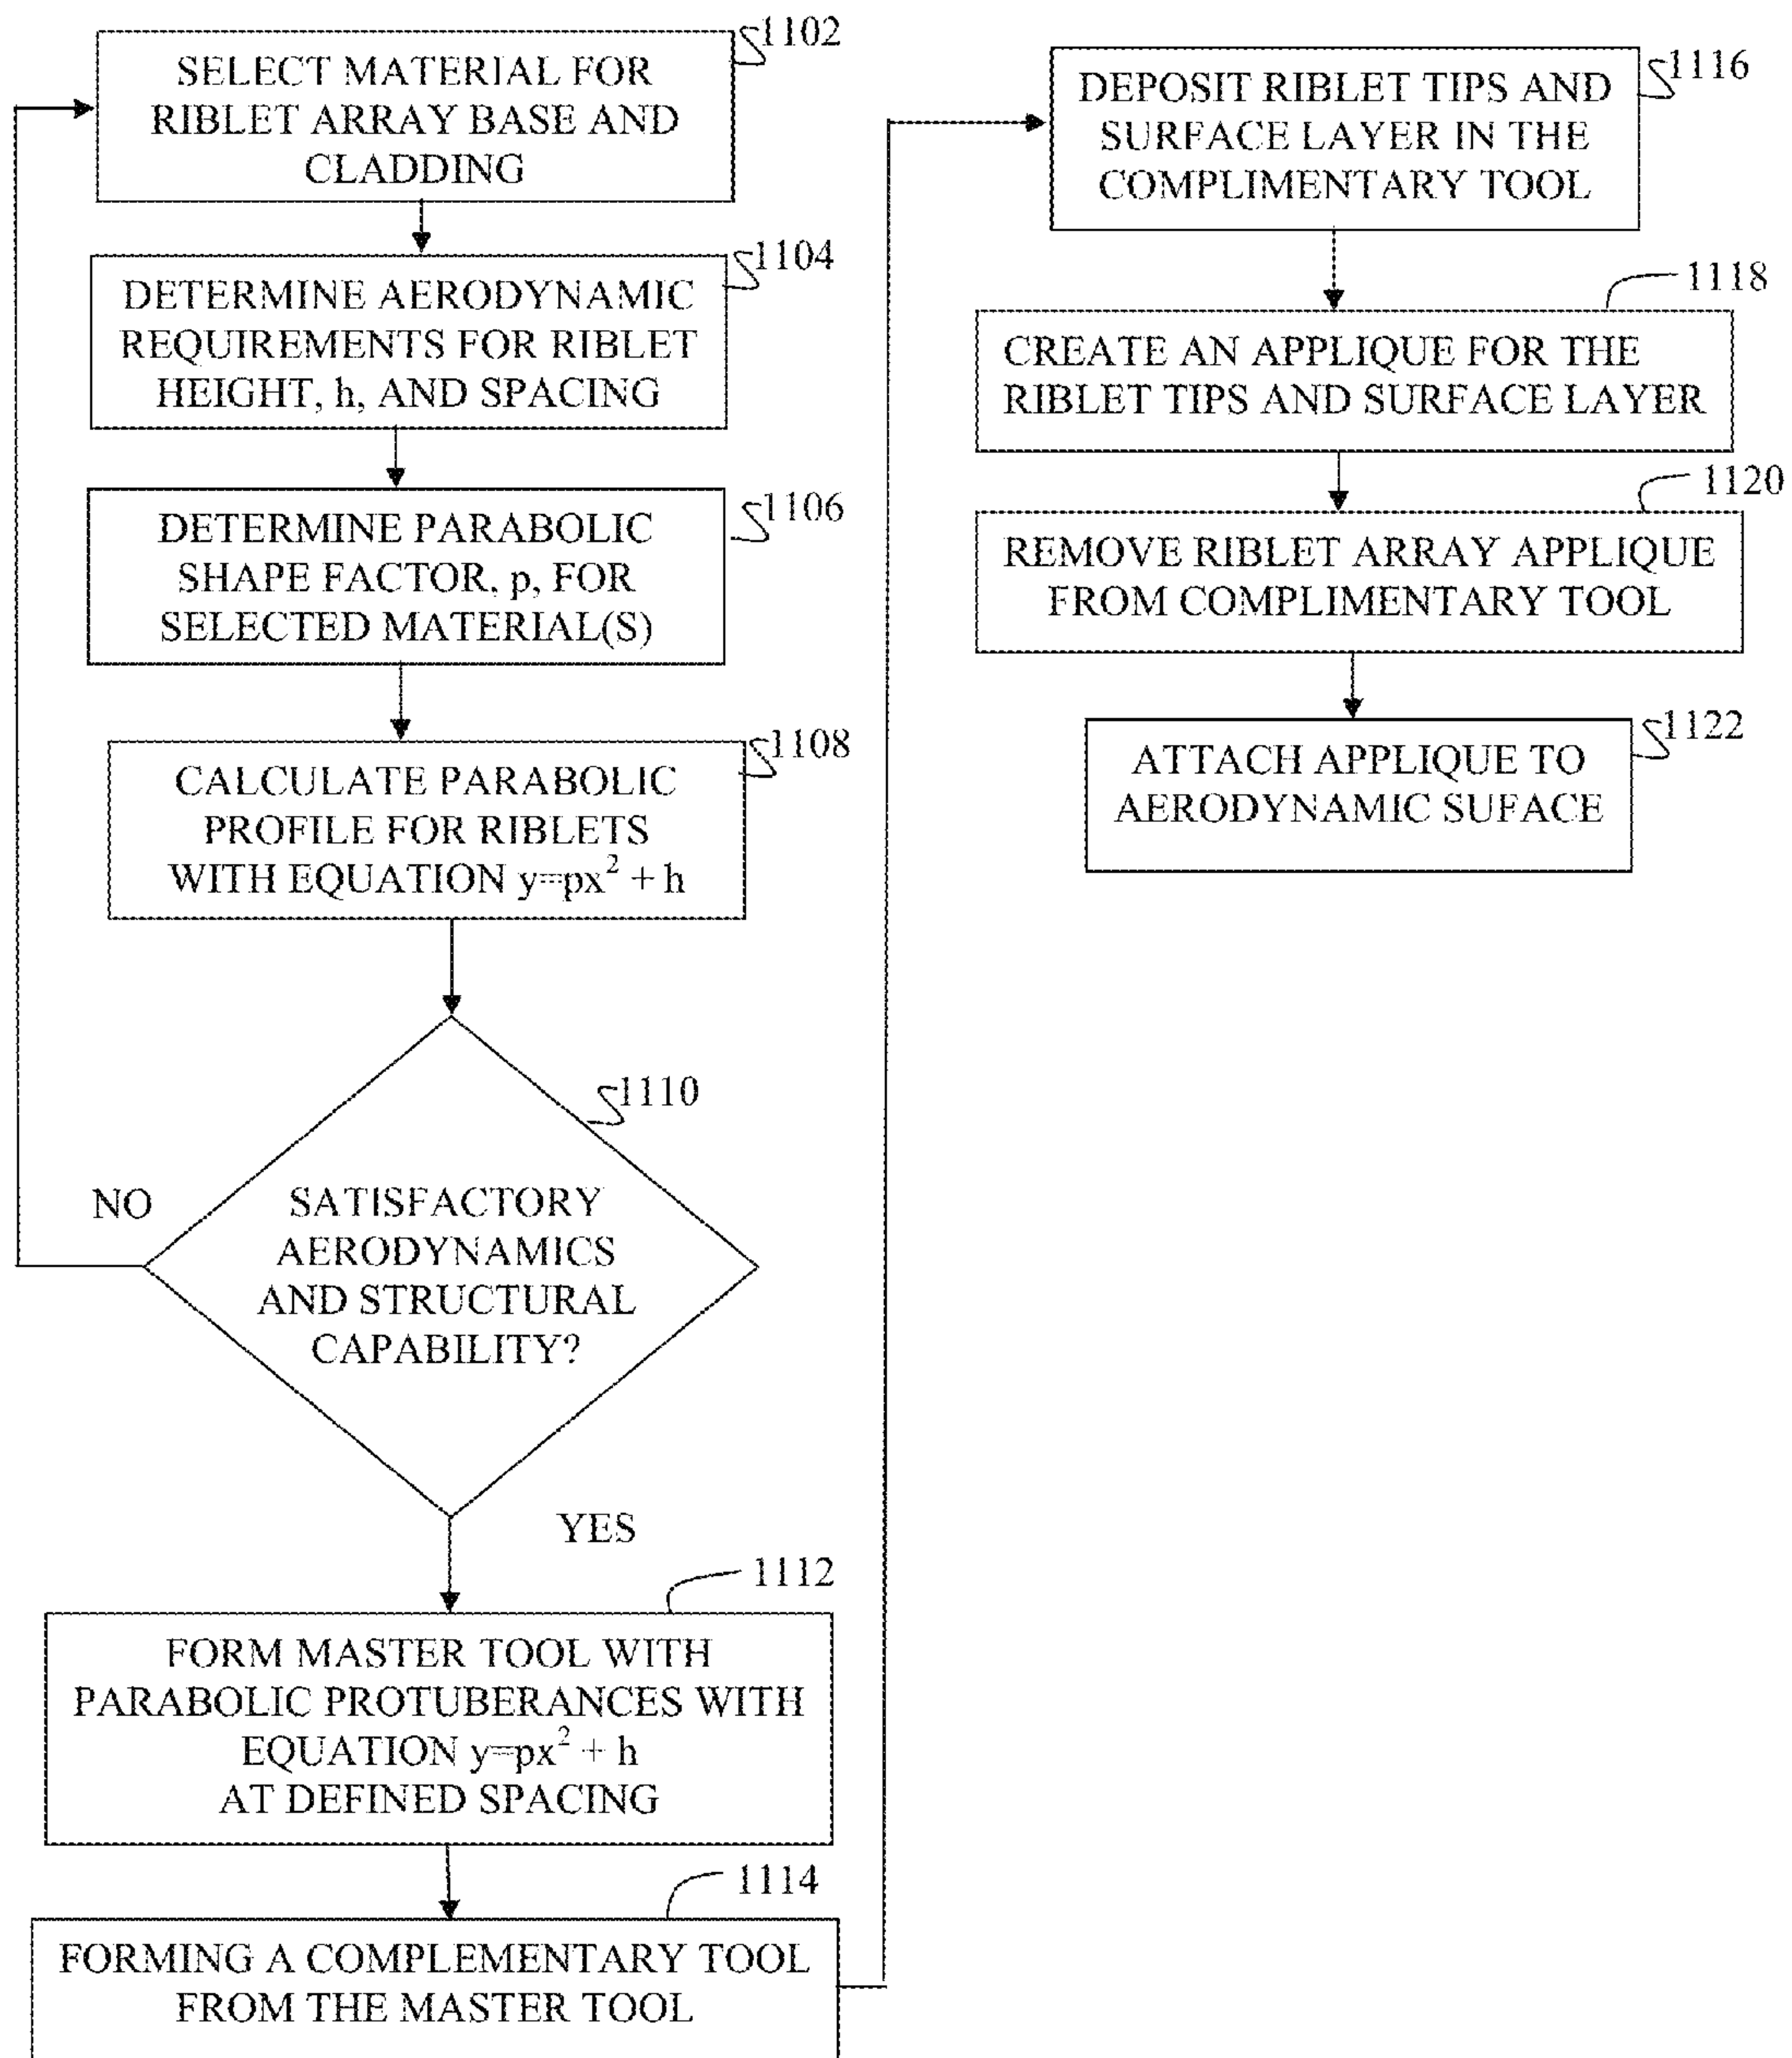 1102
SELECT MATERIAL FOR
RIBLET ARRAY BASE AND
CLADDING
1104
DETERMINE AERODYNAMIC
REQUIREMENTS FOR RIBLET
HEIGHT, h, AND SPACING
1106
DETERMINE PARABOLIC
SHAPE FACTOR, p, FOR
SELECTED MATERIAL(S)
1108
CALCULATE PARABOLIC
PROFILE FOR RIBLETS
WITH EQUATION y=px² + h
1110
NO
SATISFACTORY
AERODYNAMICS
AND STRUCTURAL
CAPABILITY?
YES
1112
FORM MASTER TOOL WITH
PARABOLIC PROTUBERANCES WITH
EQUATION y=px² + h
AT DEFINED SPACING
1114
FORMING A COMPLEMENTARY TOOL
FROM THE MASTER TOOL
1116
DEPOSIT RIBLET TIPS AND
SURFACE LAYER IN THE
COMPLIMENTARY TOOL
1118
CREATE AN APPLIQUE FOR THE
RIBLET TIPS AND SURFACE LAYER
1120
REMOVE RIBLET ARRAY APPLIQUE
FROM COMPLIMENTARY TOOL
1122
ATTACH APPLIQUE TO
AERODYNAMIC SUFACE